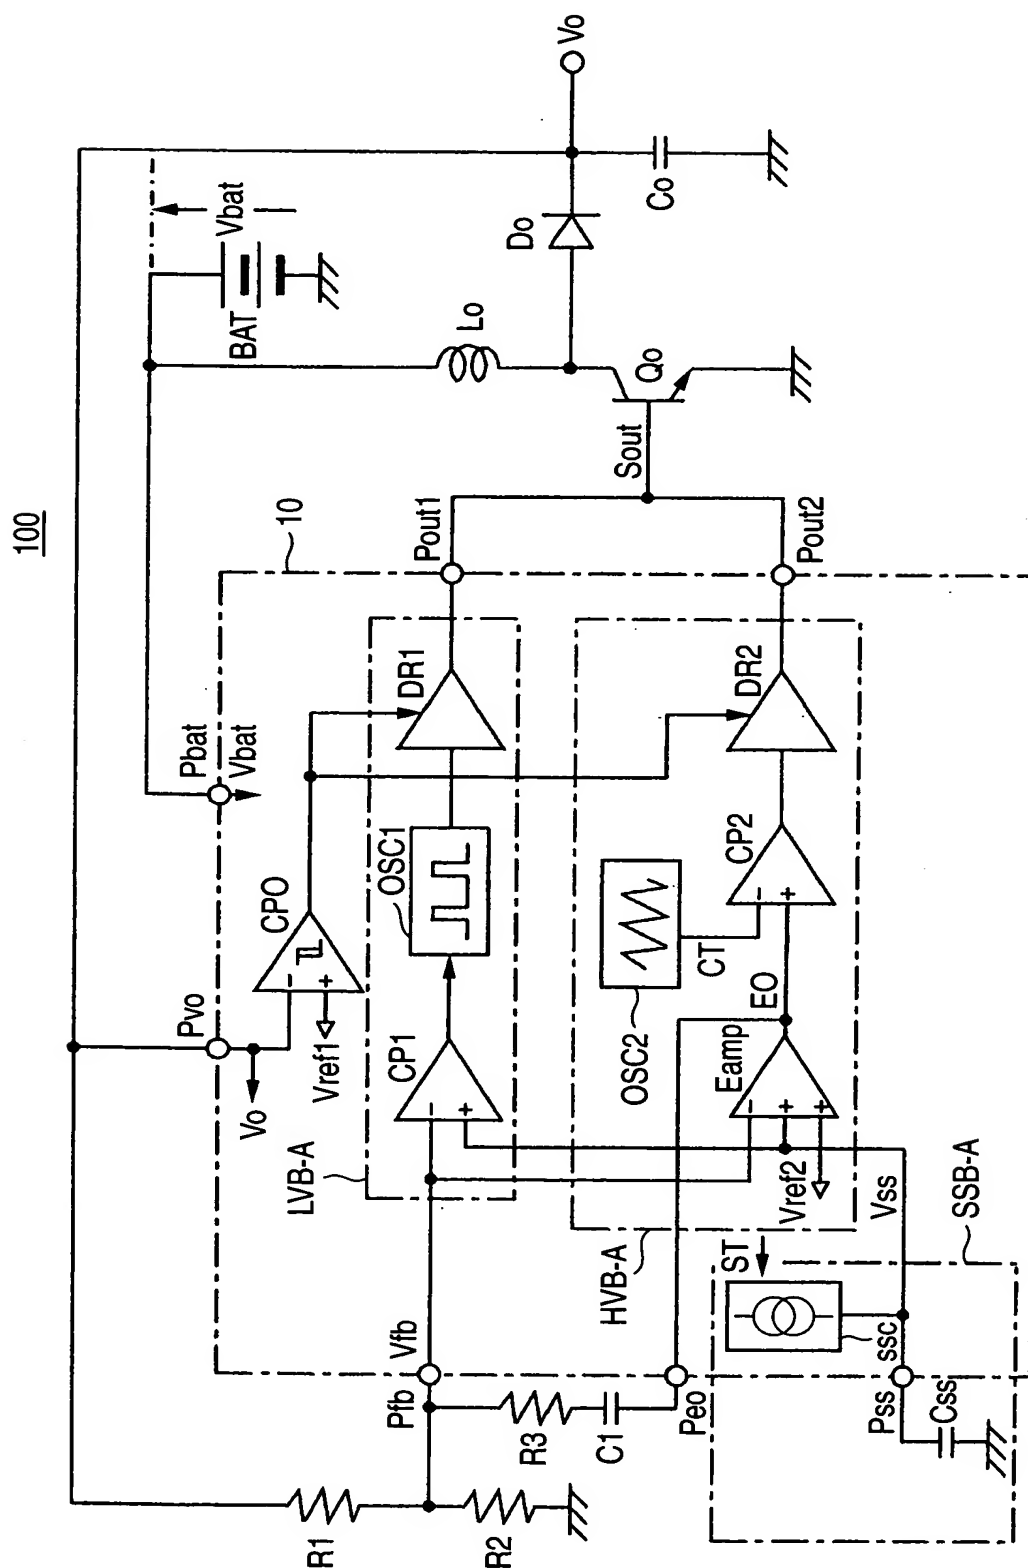 100
Vo
Co
Do
Vbat
BAT
Lo
Qo
Sout
10
Pout1
Pout2
Pbat
Vbat
DR1
DR2
OSC1
CPO
-
+
Vref1
Pvo
Vo
CP1
-
+
LVB-A
CP2
-
+
CT
OSC2
EO
Eamp
-
+
+
Vref2
HVB-A
Vss
SSB-A
ST
ssc
Vfb
Pfb
Peo
Pss
Css
R3
C1
R1
R2